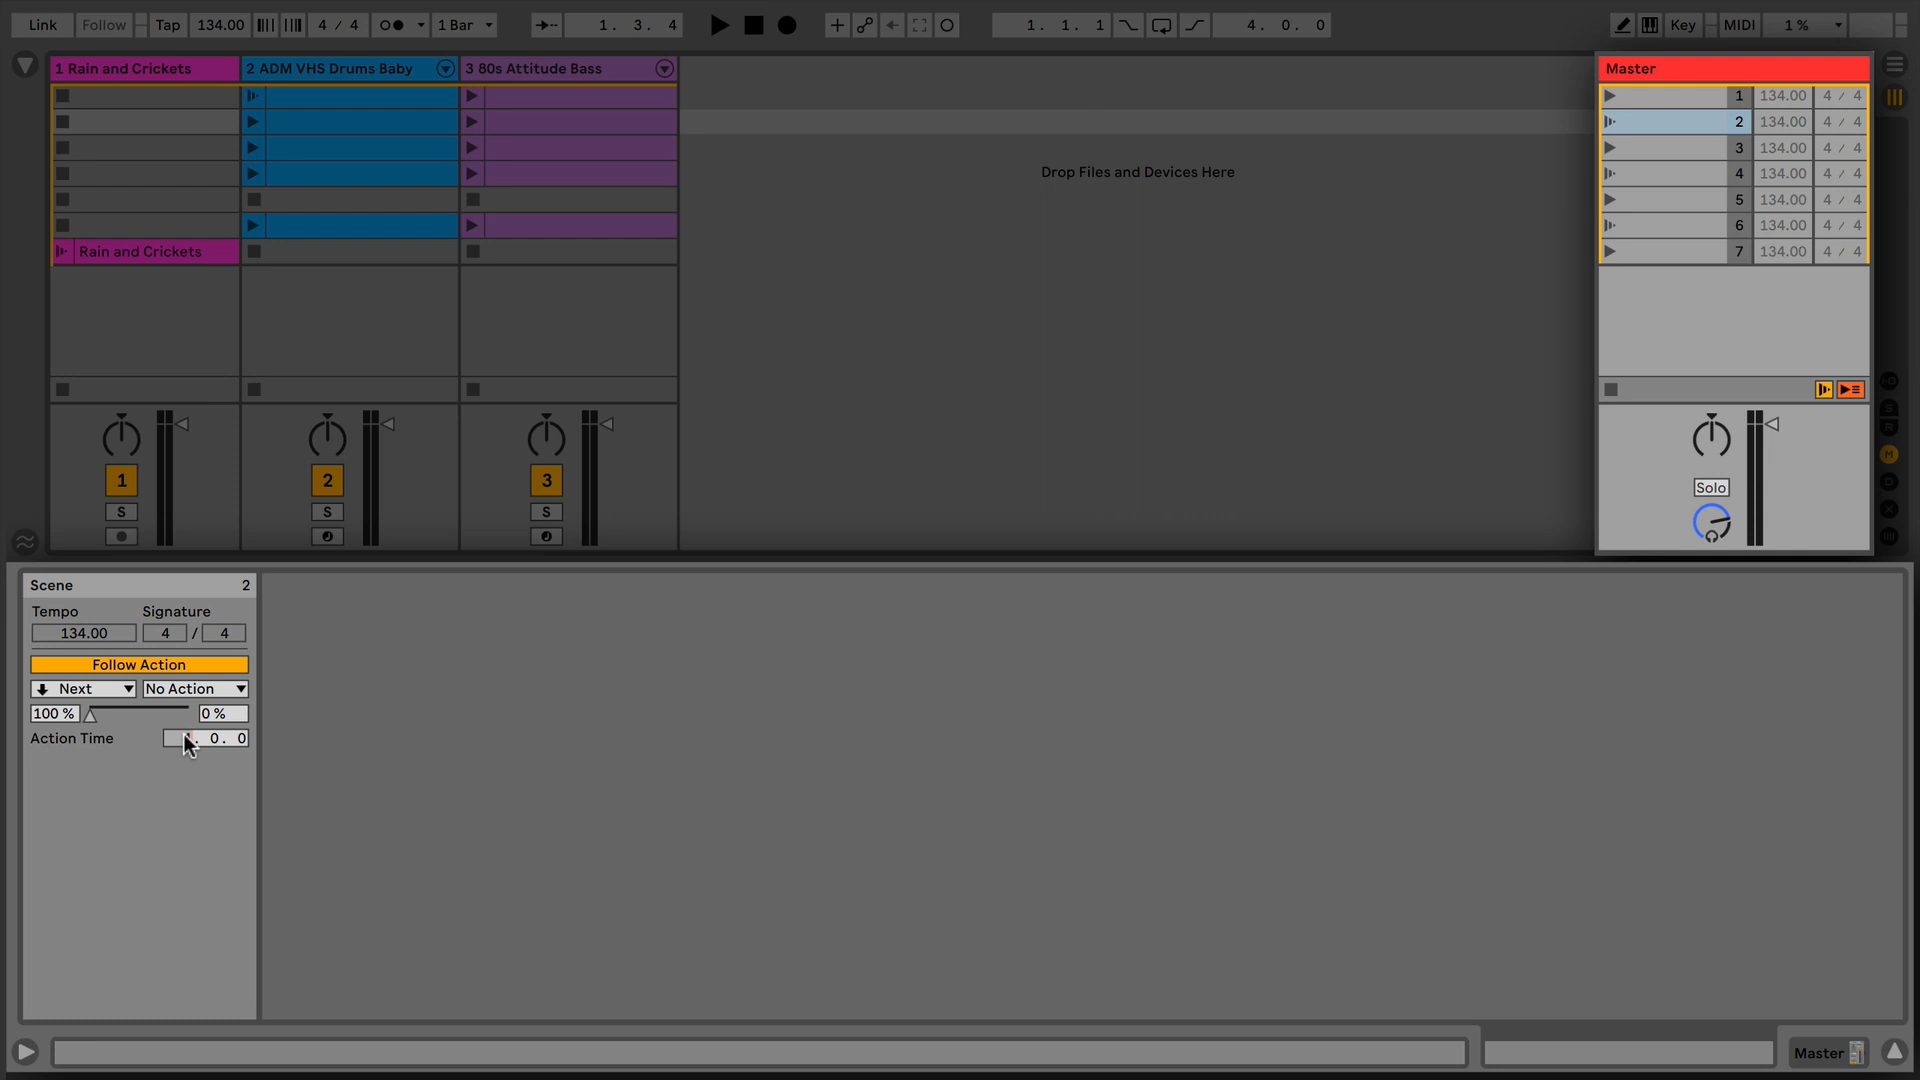 Link Follow Tap 134.00 4 / 4 1 Bar 1. 3. 4 1. 1. 1 4. 0. 0 Key MIDI 1 %
1 Rain and Crickets 2 ADM VHS Drums Baby 3 80s Attitude Bass Master
1 134.00 4 / 4
2 134.00 4 / 4
3 134.00 4 / 4
Drop Files and Devices Here
4 134.00 4 / 4
5 134.00 4 / 4
6 134.00 4 / 4
Rain and Crickets 7 134.00 4 / 4
1 2 3
Solo
S S S
Scene 2
Tempo Signature
134.00 4 / 4
Follow Action
Next No Action
100 % 0 %
Action Time . 0. 0
Master